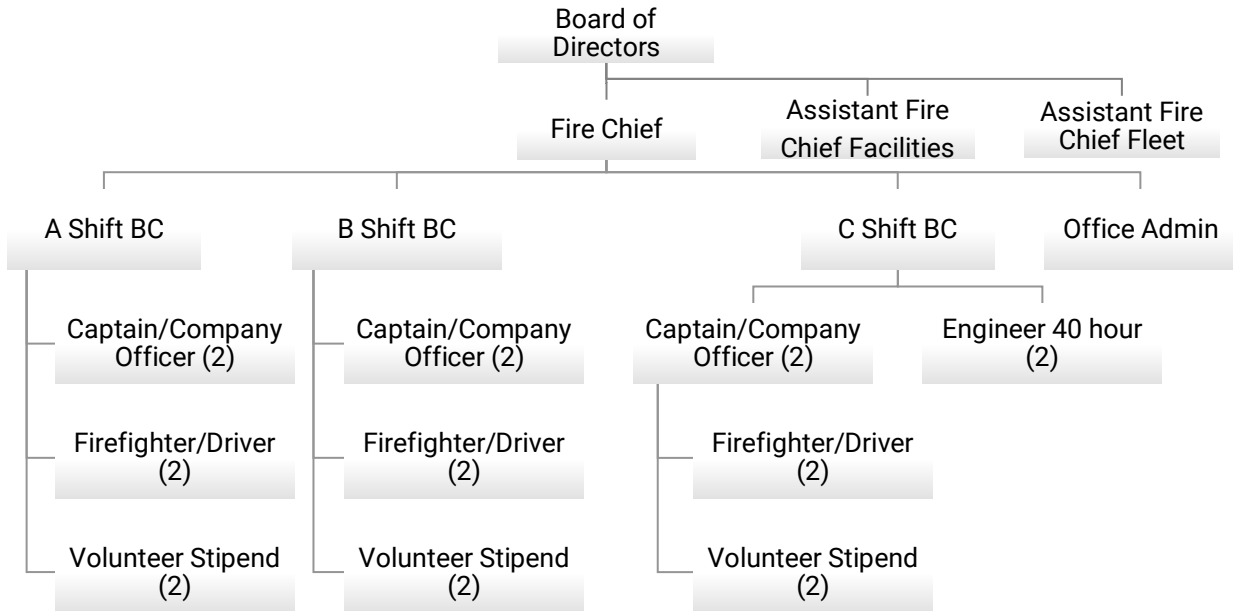 Board of
Directors
Fire Chief
Assistant Fire
Chief Facilities
Assistant Fire
Chief Fleet
A Shift BC
B Shift BC
C Shift BC
Office Admin
Captain/Company
Officer (2)
Captain/Company
Officer (2)
Captain/Company
Officer (2)
Engineer 40 hour
(2)
Firefighter/Driver
(2)
Firefighter/Driver
(2)
Firefighter/Driver
(2)
Volunteer Stipend
(2)
Volunteer Stipend
(2)
Volunteer Stipend
(2)